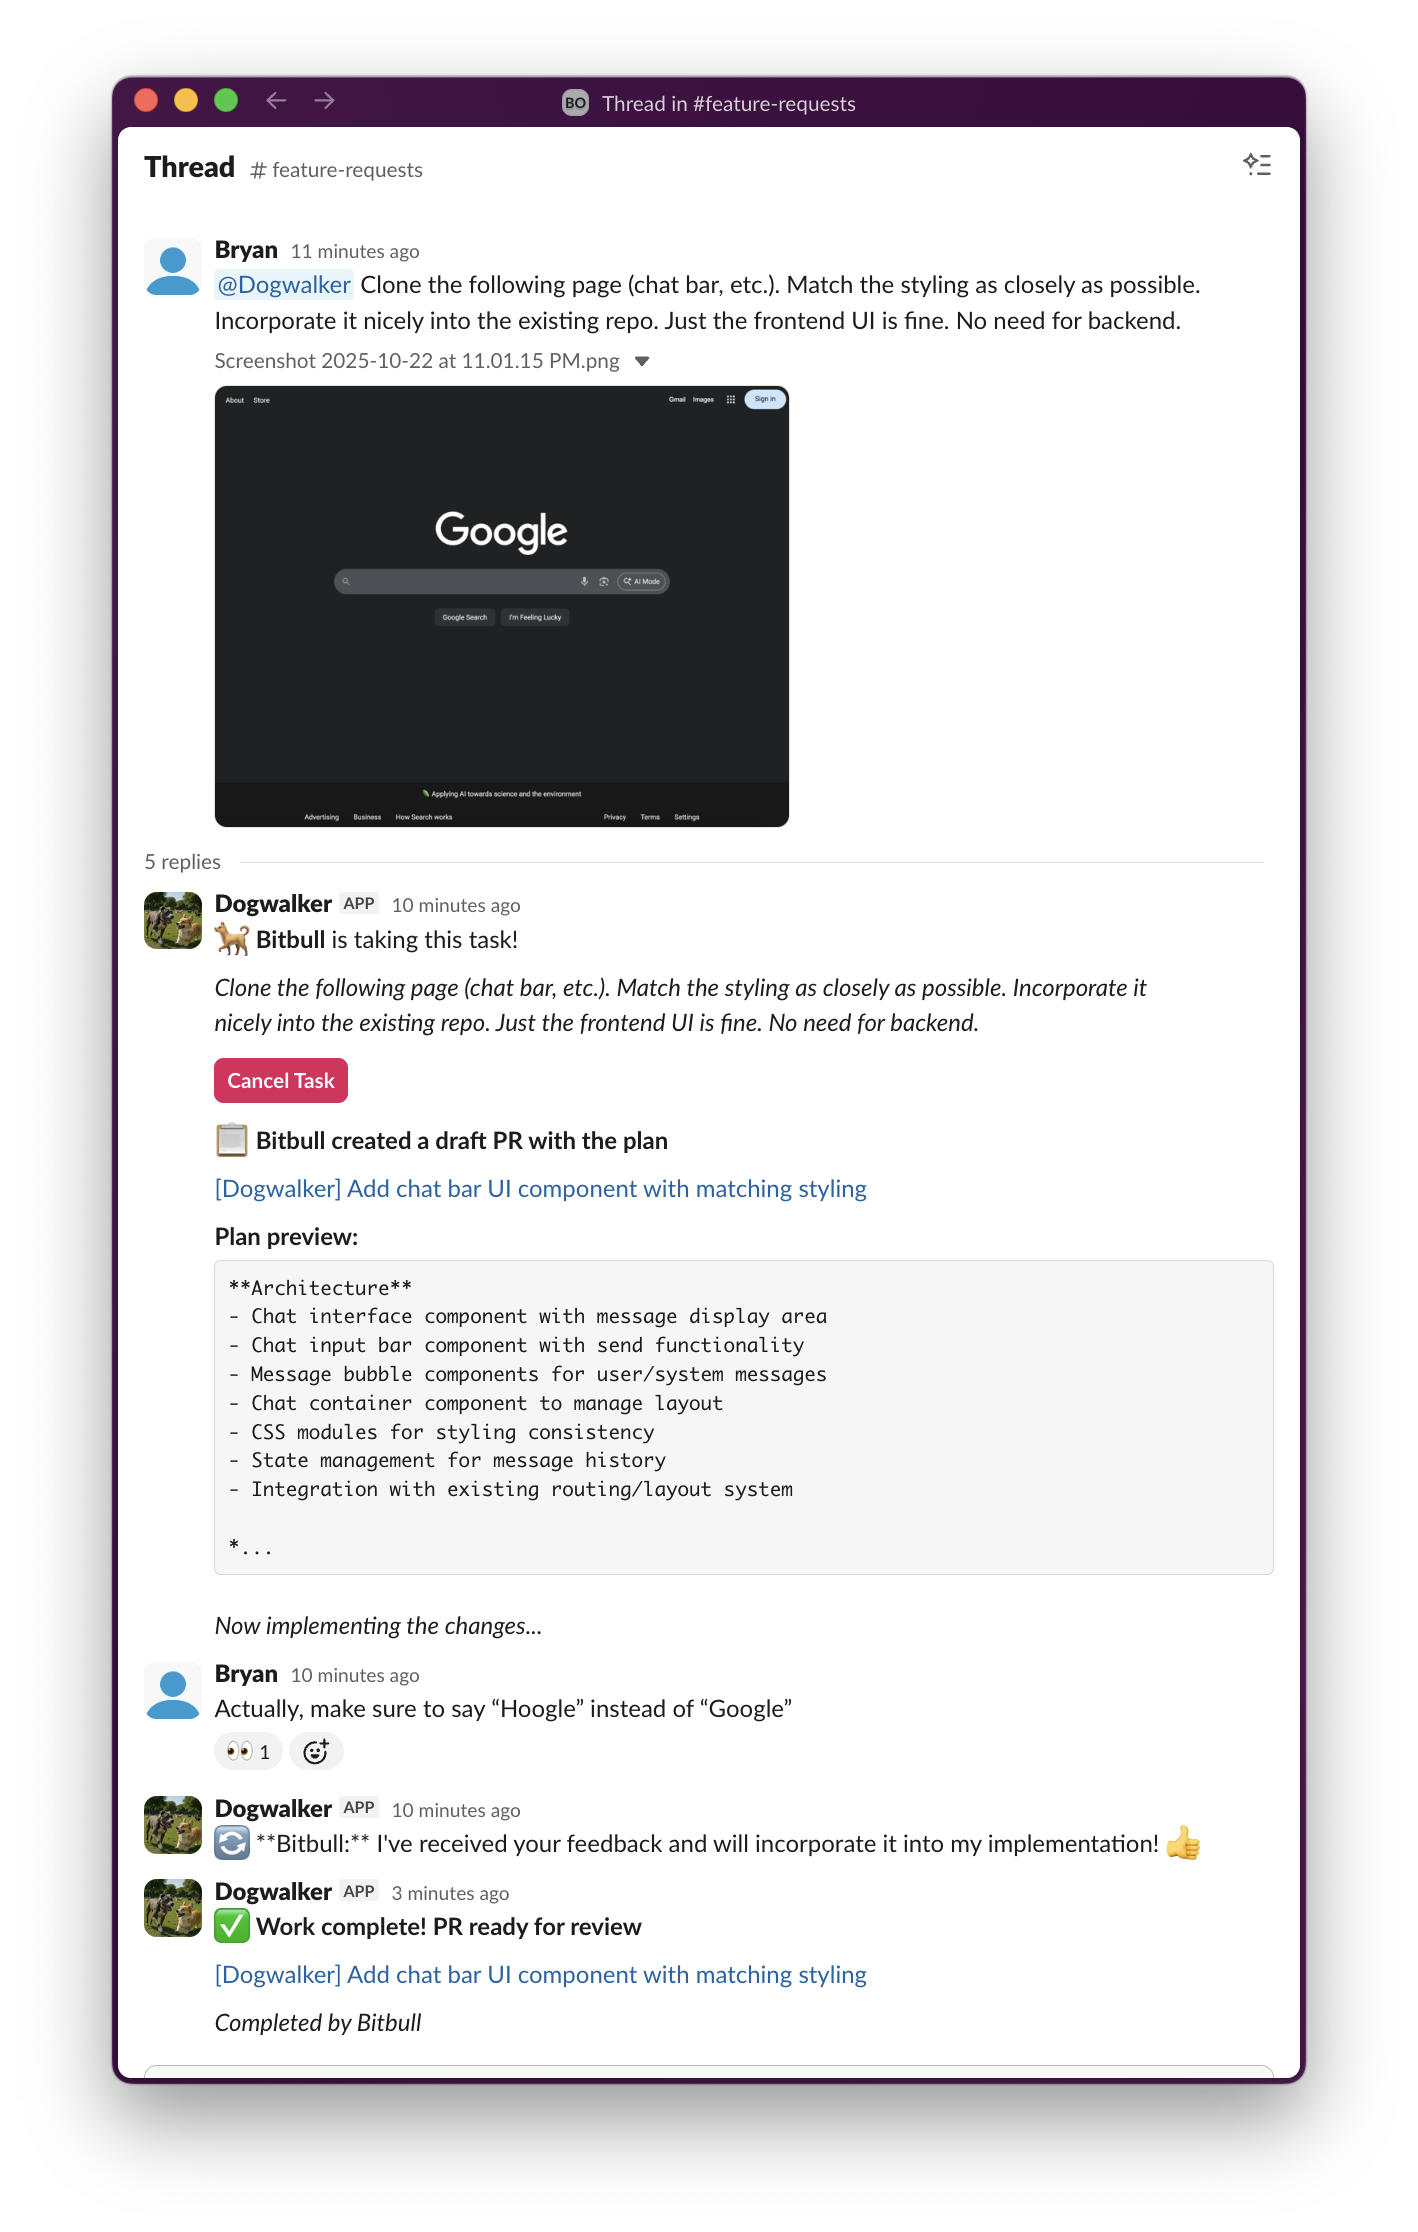 BO Thread in #feature-requests
Thread # feature-requests
Bryan 11 minutes ago
@Dogwalker Clone the following page (chat bar, etc.). Match the styling as closely as possible.
Incorporate it nicely into the existing repo. Just the frontend UI is fine. No need for backend.
Screenshot 2025-10-22 at 11.01.15 PM.png
About Store Gmail Images Sign in
Google
AI Mode
Google Search I'm Feeling Lucky
Applying AI towards science and the environment
Advertising Business How Search works Privacy Terms Settings
5 replies
Dogwalker APP 10 minutes ago
Bitbull is taking this task!
Clone the following page (chat bar, etc.). Match the styling as closely as possible. Incorporate it
nicely into the existing repo. Just the frontend UI is fine. No need for backend.
Cancel Task
Bitbull created a draft PR with the plan
[Dogwalker] Add chat bar UI component with matching styling
Plan preview:
**Architecture**
- Chat interface component with message display area
- Chat input bar component with send functionality
- Message bubble components for user/system messages
- Chat container component to manage layout
- CSS modules for styling consistency
- State management for message history
- Integration with existing routing/layout system
*...
Now implementing the changes...
Bryan 10 minutes ago
Actually, make sure to say “Hoogle” instead of “Google”
👀 1
Dogwalker APP 10 minutes ago
🔄 **Bitbull:** I've received your feedback and will incorporate it into my implementation! 👍
Dogwalker APP 3 minutes ago
✅ Work complete! PR ready for review
[Dogwalker] Add chat bar UI component with matching styling
Completed by Bitbull